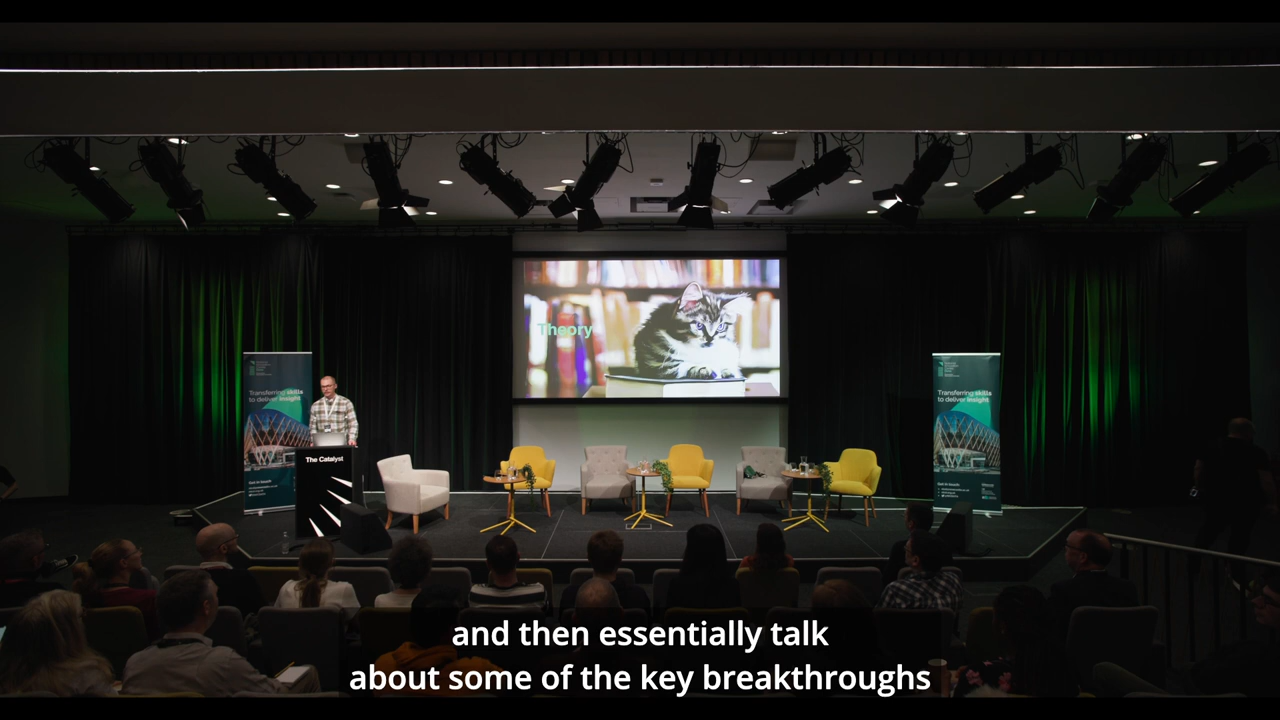 Theory
Transferring skills
to deliver insight
Transferring skills
to deliver insight
The Catalyst
and then essentially talk
about some of the key breakthroughs